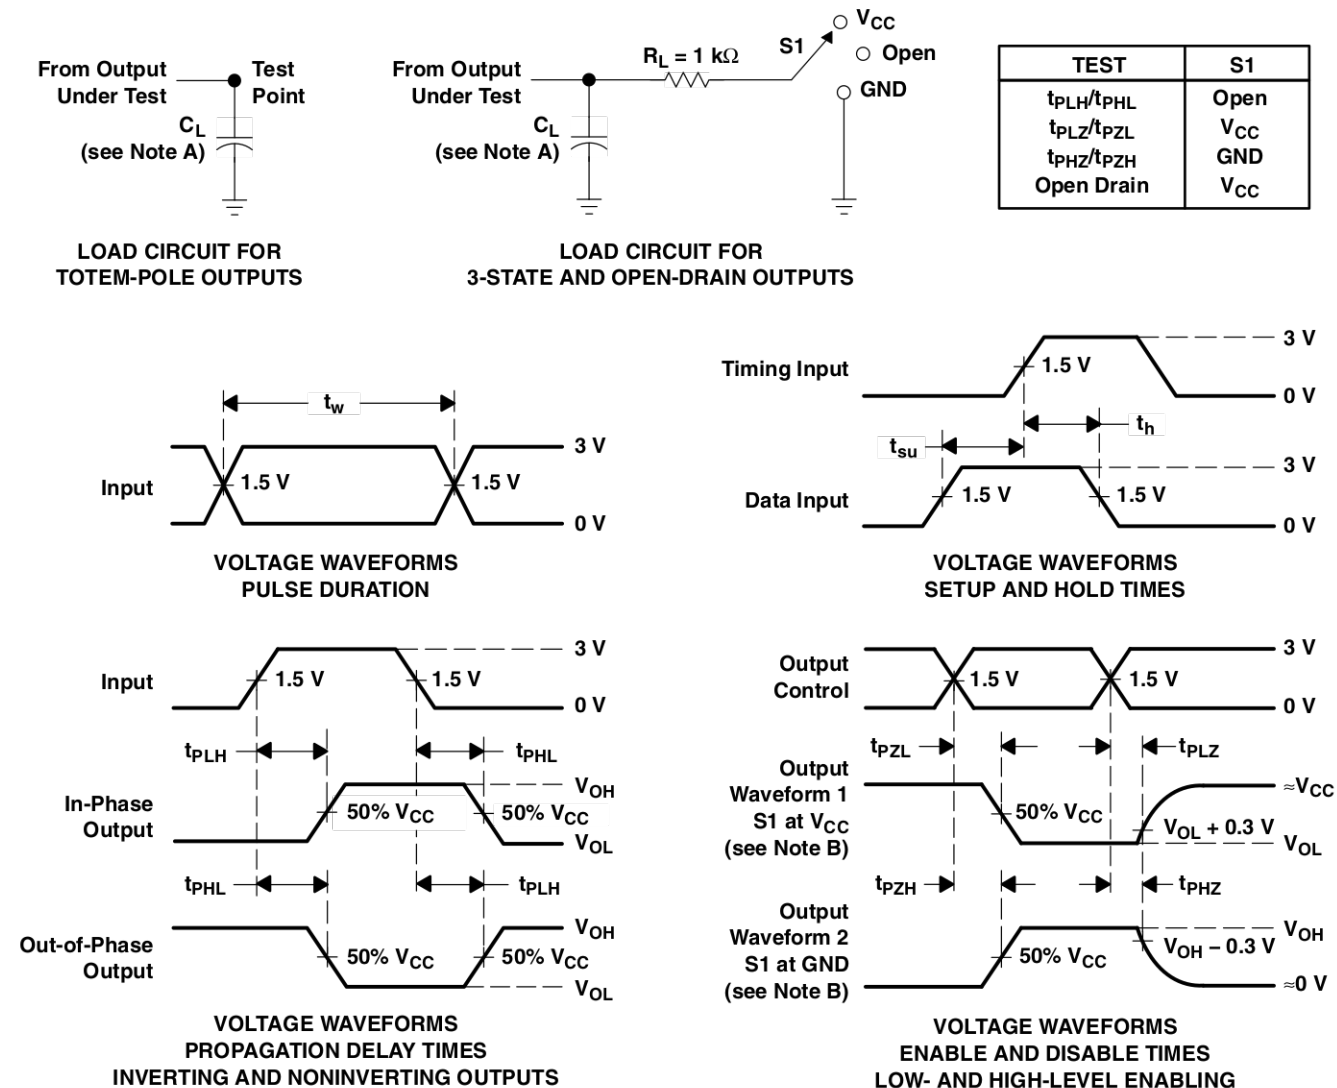 From Output
Under Test
Test
Point
CL
(see Note A)
LOAD CIRCUIT FOR
TOTEM-POLE OUTPUTS
From Output
Under Test
RL = 1 kΩ
S1
VCC
Open
GND
CL
(see Note A)
LOAD CIRCUIT FOR
3-STATE AND OPEN-DRAIN OUTPUTS
TEST S1
tPLH/tPHL Open
tPLZ/tPZL VCC
tPHZ/tPZH GND
Open Drain VCC
tw
Input
1.5 V
1.5 V
3 V
0 V
VOLTAGE WAVEFORMS
PULSE DURATION
Timing Input
1.5 V
3 V
0 V
tsu
th
Data Input
1.5 V
1.5 V
3 V
0 V
VOLTAGE WAVEFORMS
SETUP AND HOLD TIMES
Input
1.5 V
1.5 V
3 V
0 V
tPLH
tPHL
In-Phase
Output
50% VCC
50% VCC
VOH
VOL
tPHL
tPLH
Out-of-Phase
Output
50% VCC
50% VCC
VOH
VOL
VOLTAGE WAVEFORMS
PROPAGATION DELAY TIMES
INVERTING AND NONINVERTING OUTPUTS
Output
Control
1.5 V
1.5 V
3 V
0 V
tPZL
tPLZ
Output
Waveform 1
S1 at VCC
(see Note B)
50% VCC
VOL + 0.3 V
≈VCC
VOL
tPZH
tPHZ
Output
Waveform 2
S1 at GND
(see Note B)
50% VCC
VOH − 0.3 V
VOH
≈0 V
VOLTAGE WAVEFORMS
ENABLE AND DISABLE TIMES
LOW- AND HIGH-LEVEL ENABLING